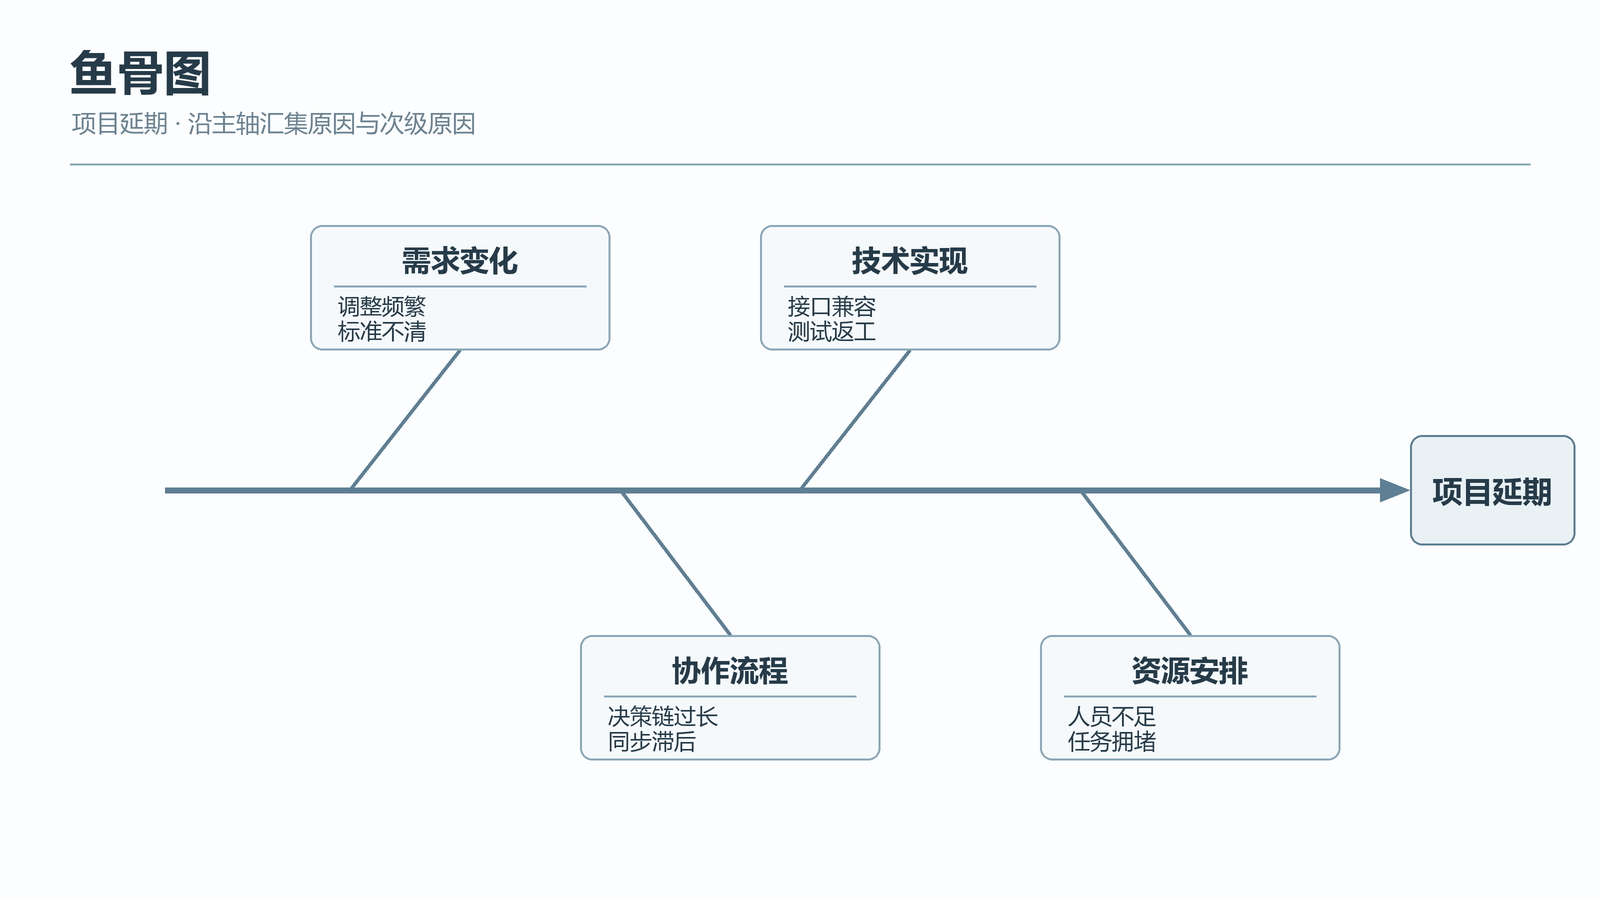 鱼骨图
项目延期 · 沿主轴汇集原因与次级原因
需求变化
调整频繁
标准不清
技术实现
接口兼容
测试返工
项目延期
协作流程
决策链过长
同步滞后
资源安排
人员不足
任务拥堵